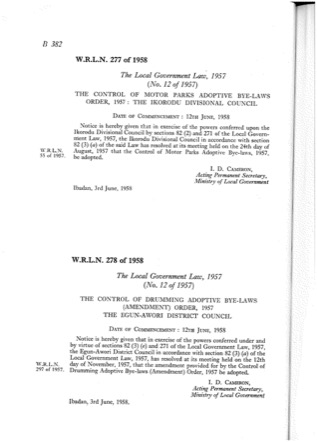 B 382
W.R.L.N. 277 of 1958
The Local Government Law, 1957
(No. 12 of 1957)
THE CONTROL OF MOTOR PARKS ADOPTIVE BYE-LAWS
ORDER, 1957 : THE IKORODU DIVISIONAL COUNCIL
DATE OF COMMENCEMENT : 12TH JUNE, 1958
Notice is hereby given that in exercise of the powers conferred upon the
Ikorodu Divisional Council by sections 82 (2) and 271 of the Local Govern-
ment Law, 1957, the Ikorodu Divisional Council in accordance with section
82 (3) (a) of the said Law has resolved at its meeting held on the 24th day of
W.R.L.N.
55 of 1957.
August, 1957 that the Control of Motor Parks Adoptive Bye-laws, 1957,
be adopted.
I. D. CAMERON,
Acting Permanent Secretary,
Ministry of Local Government
Ibadan, 3rd June, 1958
W.R.L.N. 278 of 1958
The Local Government Law, 1957
(No. 12 of 1957)
THE CONTROL OF DRUMMING ADOPTIVE BYE-LAWS
(AMENDMENT) ORDER, 1957
THE EGUN-AWORI DISTRICT COUNCIL
DATE OF COMMENCEMENT : 12TH JUNE, 1958
Notice is hereby given that in exercise of the powers conferred under and
by virtue of sections 82 (3) (e) and 271 of the Local Government Law, 1957,
the Egun-Awori District Council in accordance with section 82 (3) (a) of the
Local Government Law, 1957, has resolved at its meeting held on the 12th
W.R.L.N.
297 of 1957.
day of November, 1957, that the amendment provided for by the Control of
Drumming Adoptive Bye-laws (Amendment) Order, 1957 be adopted.
I. D. CAMERON,
Acting Permanent Secretary,
Ministry of Local Government
Ibadan, 3rd June, 1958.